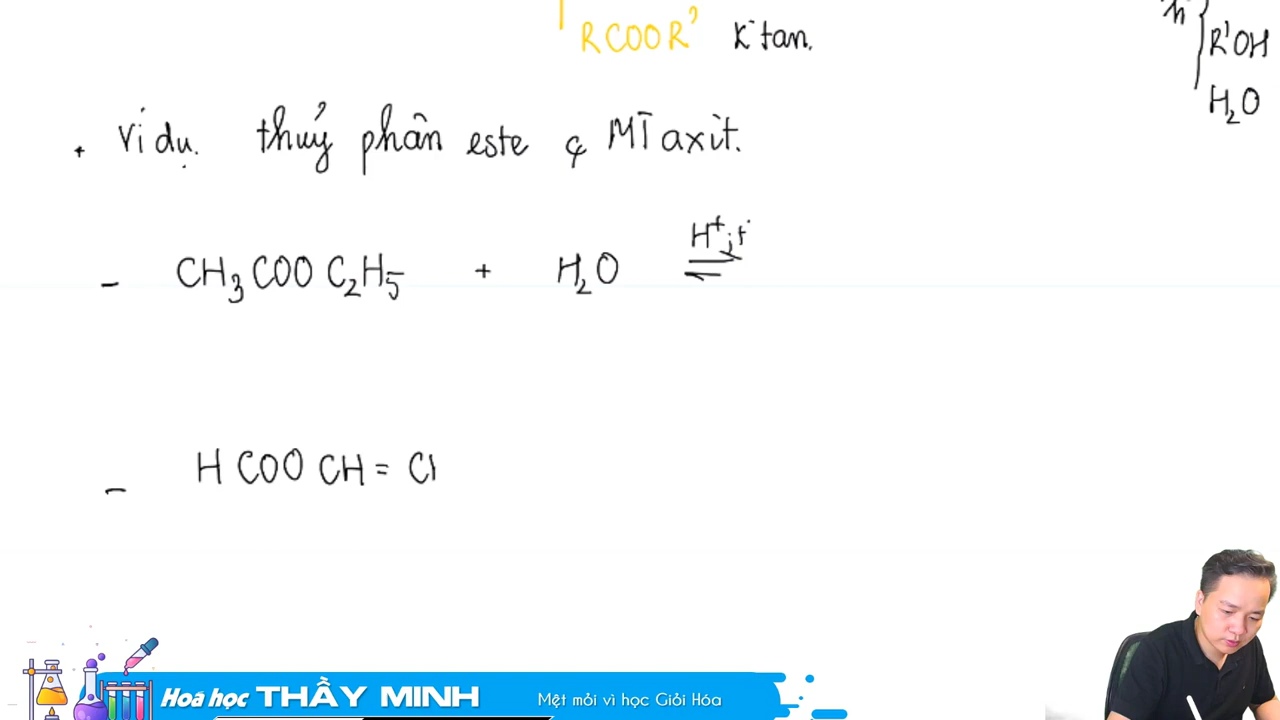 RCOOR' K tan.
R'OH
H₂O
+ Ví dụ. thuỷ phân este ç MT axit.
H⁺, t°
- CH₃COOC₂H₅ + H₂O ⇌
- HCOOCH=CH
Hoá học THẦY MINH Mệt mỏi vì học Giỏi Hóa